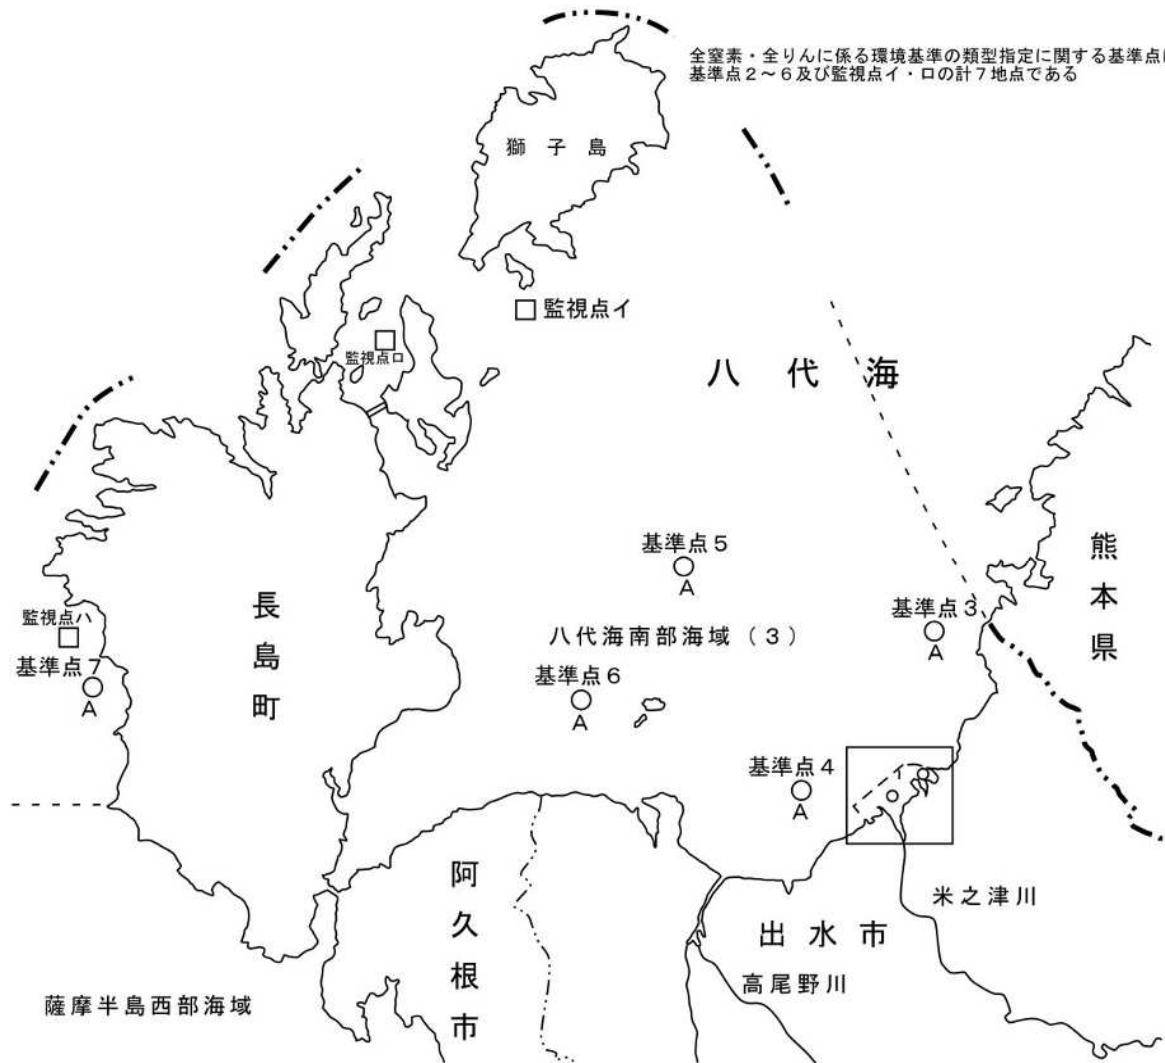 全窒素・全りんに係る環境基準の類型指定に関する基準点は
基準点2～6及び監視点イ・ロの計7地点である
獅子島
監視点イ
監視点ロ
八代海
基準点5
A
熊本県
監視点ハ
基準点7
A
長島町
八代海南部海域（3）
基準点3
A
基準点6
A
基準点4
A
阿久根市
米之津川
出水市
高尾野川
薩摩半島西部海域